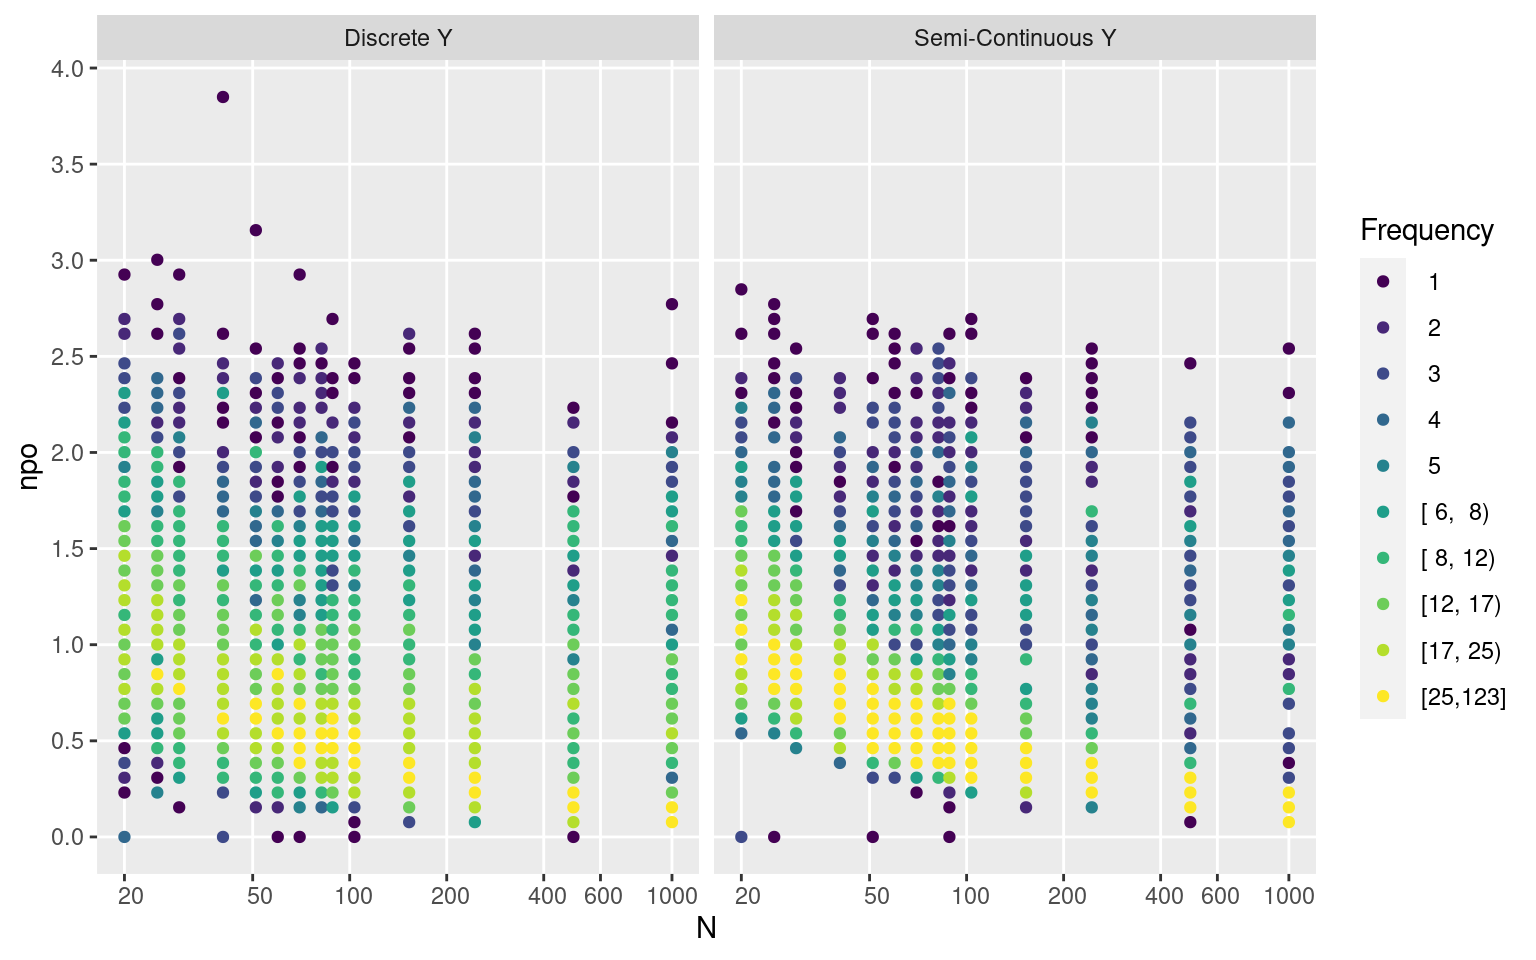 Discrete Y
Semi-Continuous Y
4.0
3.5
3.0
2.5
2.0
1.5
1.0
0.5
0.0
npo
20 50 100 200 400 600 1000
20 50 100 200 400 600 1000
N
Frequency
1
2
3
4
5
[ 6,  8)
[ 8, 12)
[12, 17)
[17, 25)
[25,123]